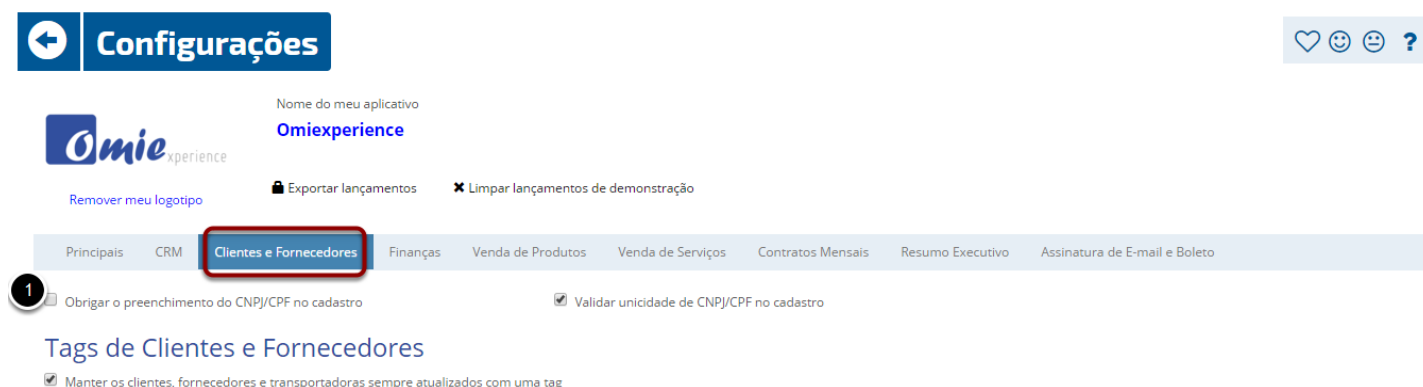 Configurações
?
Nome do meu aplicativo
Omiexperience
Omiexperience
Exportar lançamentos
Limpar lançamentos de demonstração
Remover meu logotipo
Principais CRM Clientes e Fornecedores Finanças Venda de Produtos Venda de Serviços Contratos Mensais Resumo Executivo Assinatura de E-mail e Boleto
1
Obrigar o preenchimento do CNPJ/CPF no cadastro
Validar unicidade de CNPJ/CPF no cadastro
Tags de Clientes e Fornecedores
Manter os clientes, fornecedores e transportadoras sempre atualizados com uma tag